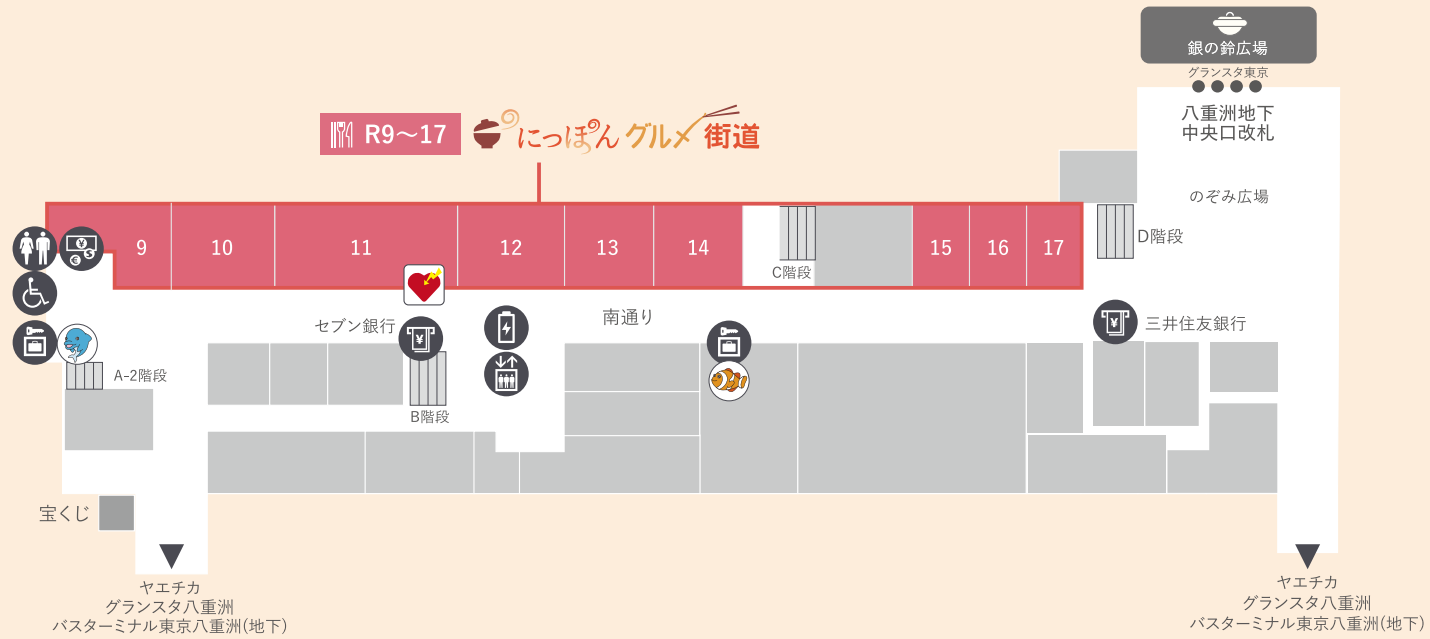 銀の鈴広場
グランスタ東京
八重洲地下
中央口改札
R9〜17
にっぽんグルメ街道
のぞみ広場
D階段
9
10
11
12
13
14
15
16
17
C階段
セブン銀行
南通り
三井住友銀行
A-2階段
B階段
宝くじ
ヤエチカ
グランスタ八重洲
バスターミナル東京八重洲(地下)
ヤエチカ
グランスタ八重洲
バスターミナル東京八重洲(地下)